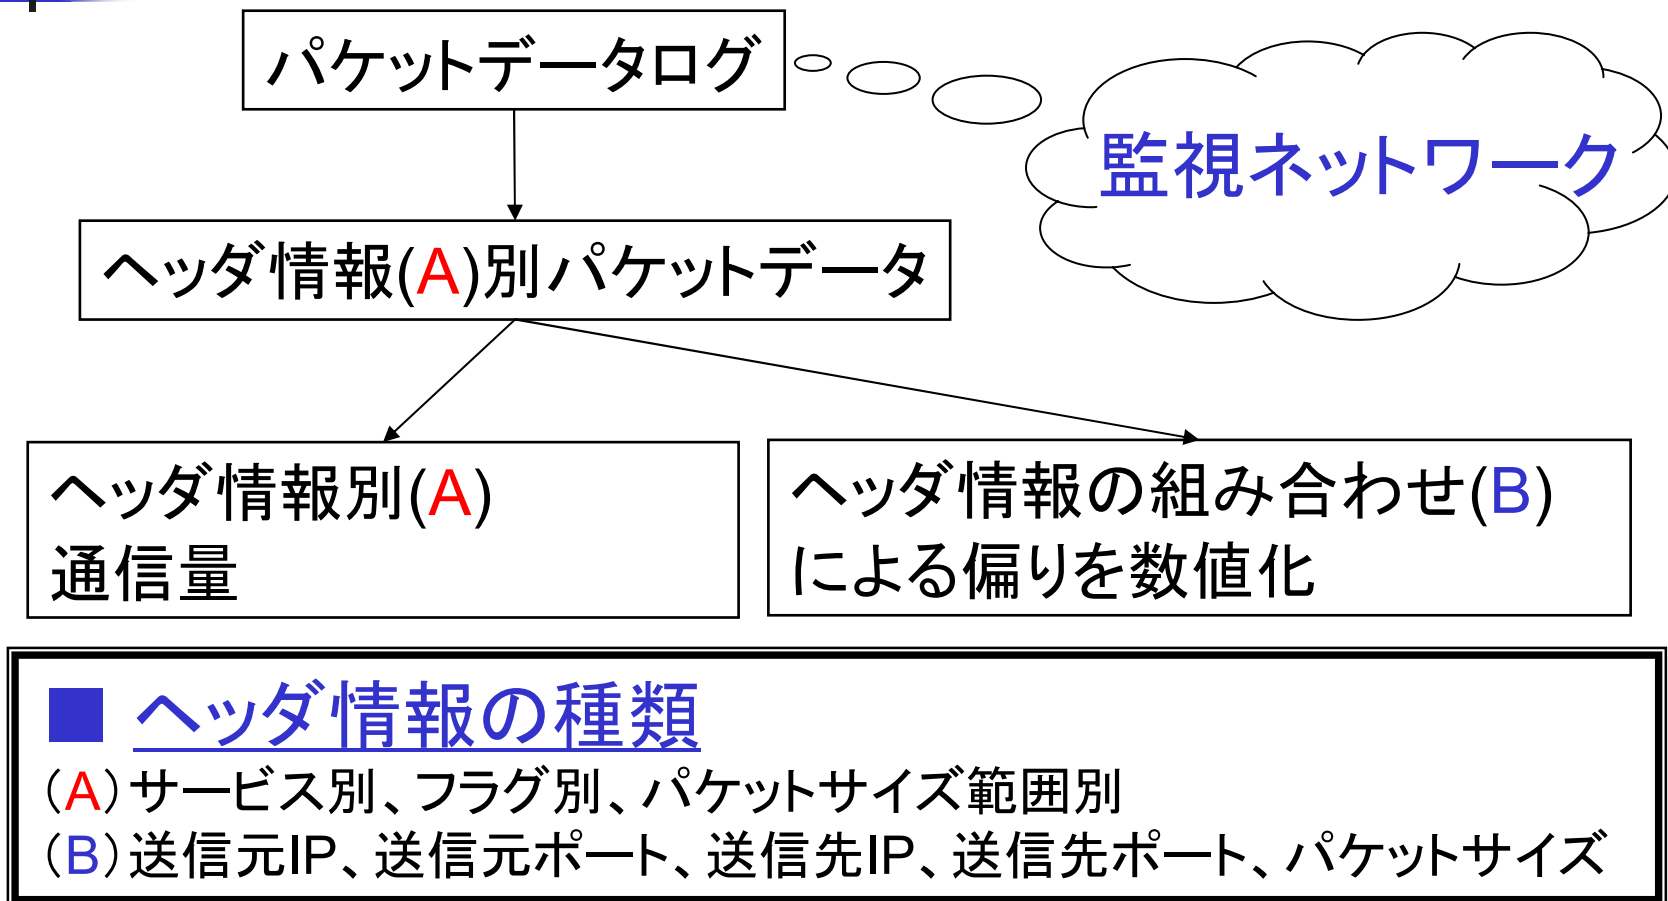 パケットデータログ
監視ネットワーク
ヘッダ情報(A)別パケットデータ
ヘッダ情報別(A)
通信量
ヘッダ情報の組み合わせ(B)
による偏りを数値化
■ ヘッダ情報の種類
（A）サービス別、フラグ別、パケットサイズ範囲別
（B）送信元IP、送信元ポート、送信先IP、送信先ポート、パケットサイズ